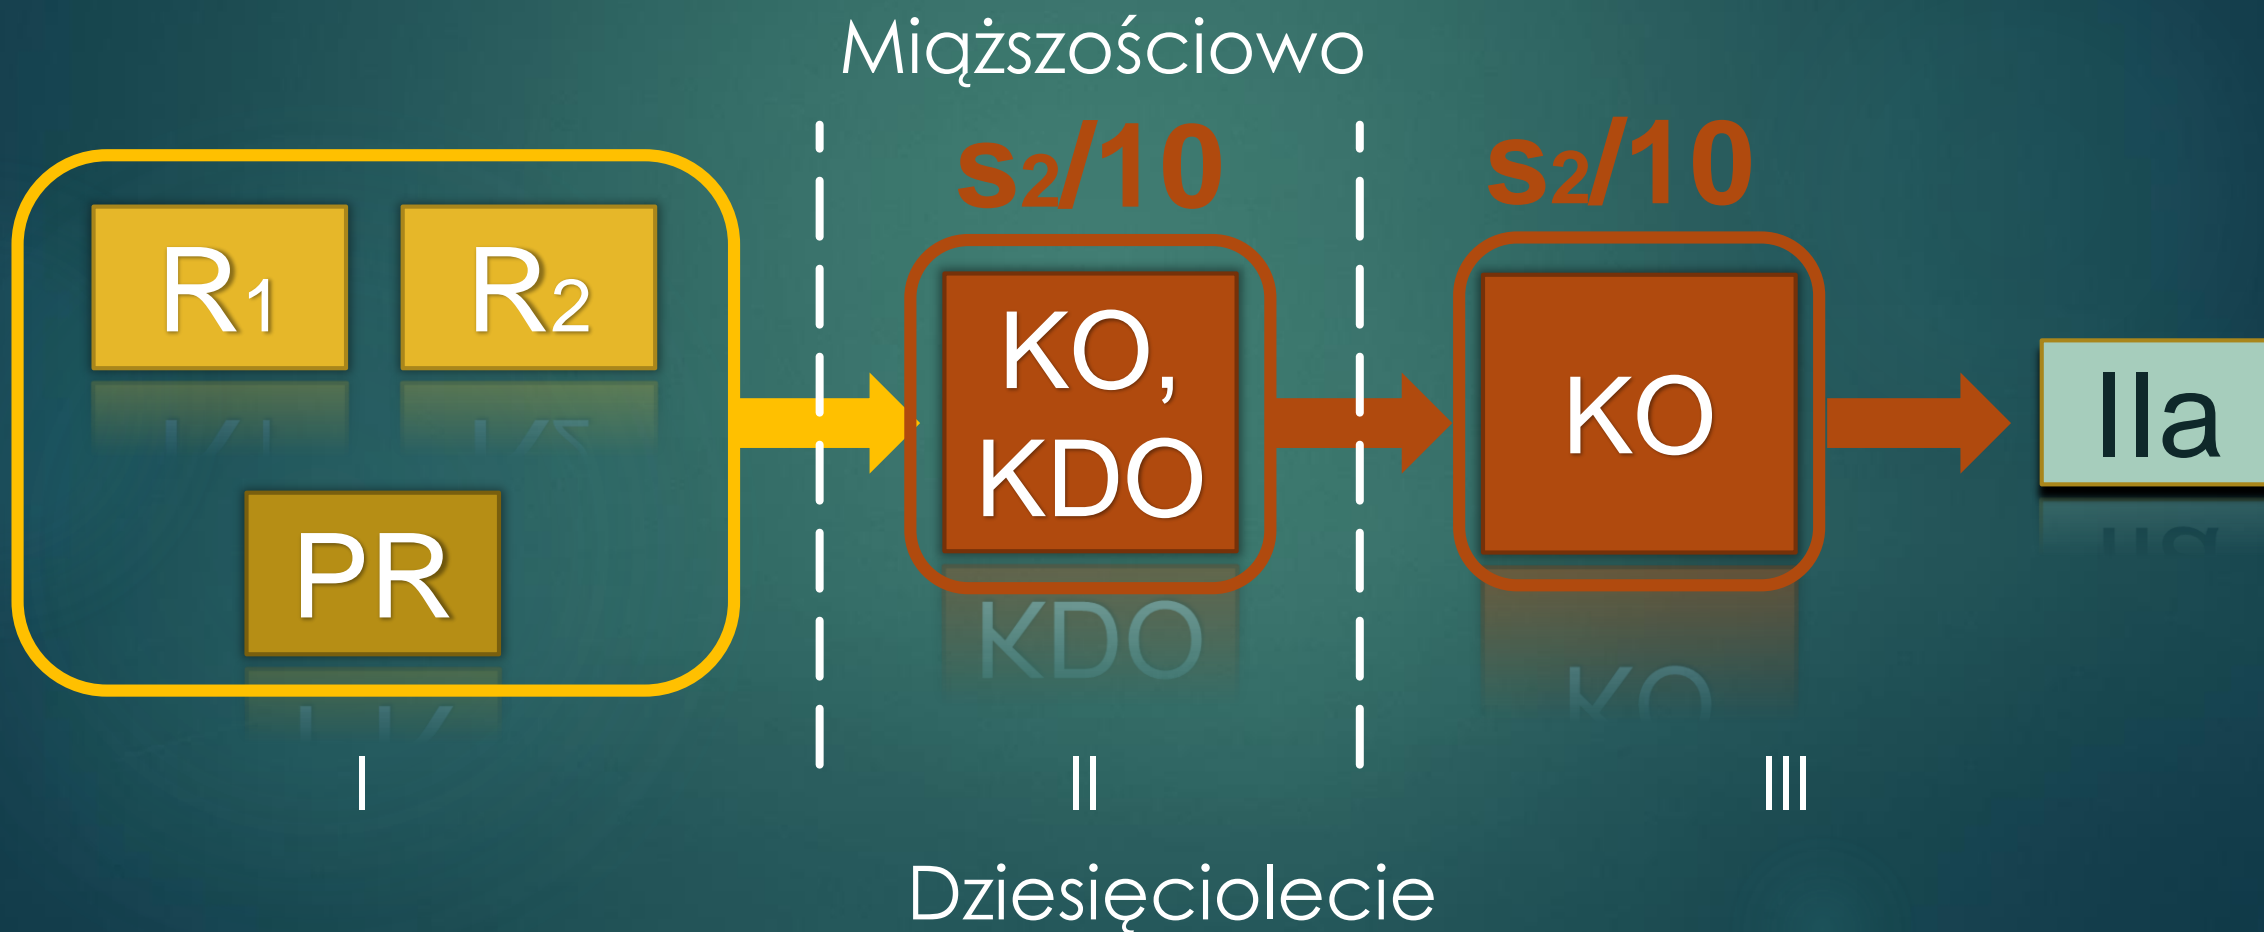 Miąższościowo
s2/10
s2/10
R1
R2
PR
KO,
KDO
KO
IIa
I
II
III
Dziesięciolecie